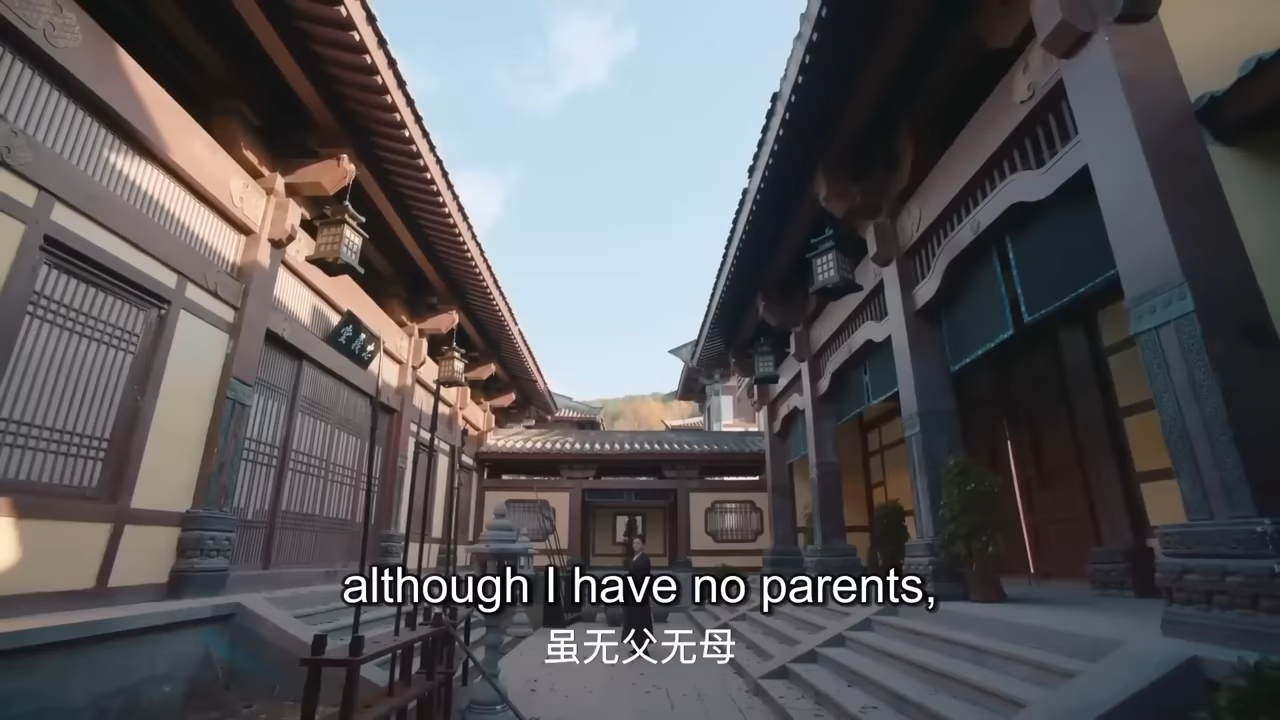 although I have no parents,
虽无父无母